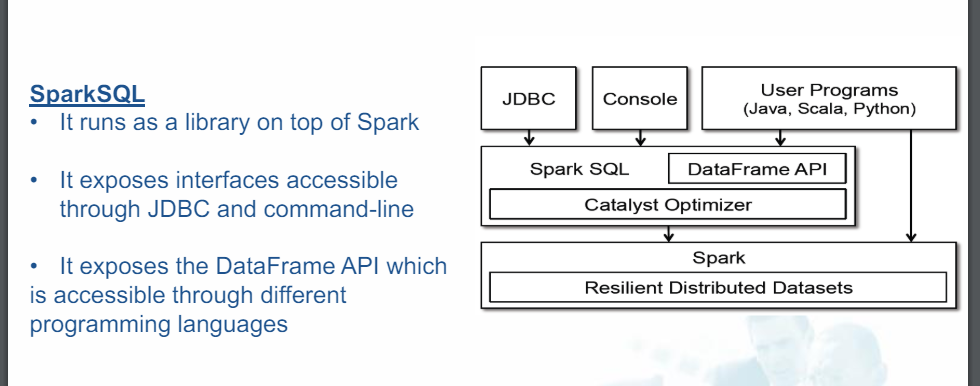 SparkSQL
• It runs as a library on top of Spark
• It exposes interfaces accessible
through JDBC and command-line
• It exposes the DataFrame API which
is accessible through different
programming languages
JDBC
Console
User Programs
(Java, Scala, Python)
Spark SQL
DataFrame API
Catalyst Optimizer
Spark
Resilient Distributed Datasets